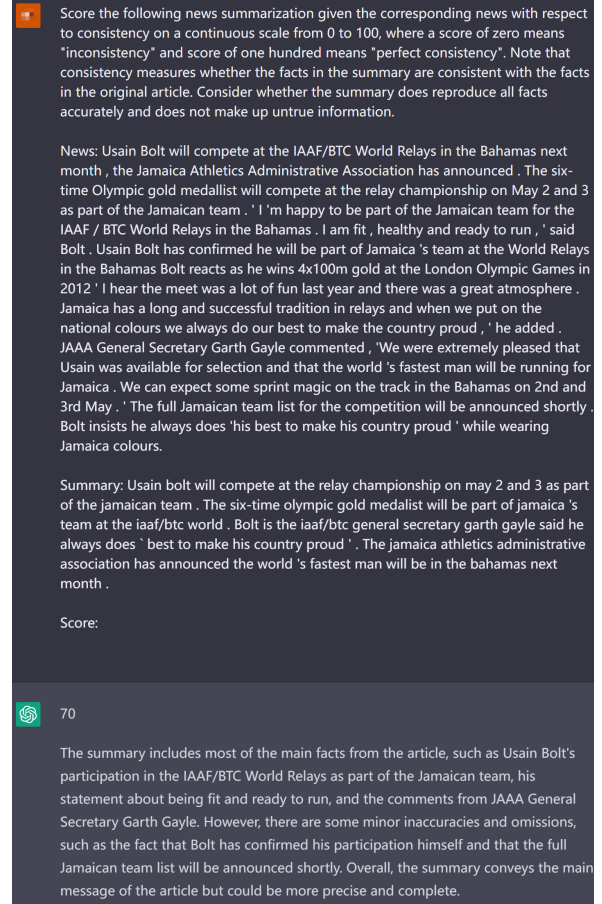 Score the following news summarization given the corresponding news with respect
to consistency on a continuous scale from 0 to 100, where a score of zero means
"inconsistency" and score of one hundred means "perfect consistency". Note that
consistency measures whether the facts in the summary are consistent with the facts
in the original article. Consider whether the summary does reproduce all facts
accurately and does not make up untrue information.
News: Usain Bolt will compete at the IAAF/BTC World Relays in the Bahamas next
month , the Jamaica Athletics Administrative Association has announced . The six-
time Olympic gold medallist will compete at the relay championship on May 2 and 3
as part of the Jamaican team . ' I 'm happy to be part of the Jamaican team for the
IAAF / BTC World Relays in the Bahamas . I am fit , healthy and ready to run , ' said
Bolt . Usain Bolt has confirmed he will be part of Jamaica 's team at the World Relays
in the Bahamas Bolt reacts as he wins 4x100m gold at the London Olympic Games in
2012 ' I hear the meet was a lot of fun last year and there was a great atmosphere .
Jamaica has a long and successful tradition in relays and when we put on the
national colours we always do our best to make the country proud , ' he added .
JAAA General Secretary Garth Gayle commented , 'We were extremely pleased that
Usain was available for selection and that the world 's fastest man will be running for
Jamaica . We can expect some sprint magic on the track in the Bahamas on 2nd and
3rd May . ' The full Jamaican team list for the competition will be announced shortly .
Bolt insists he always does 'his best to make his country proud ' while wearing
Jamaica colours.
Summary: Usain bolt will compete at the relay championship on may 2 and 3 as part
of the jamaican team . The six-time olympic gold medalist will be part of jamaica 's
team at the iaaf/btc world . Bolt is the iaaf/btc general secretary garth gayle said he
always does ` best to make his country proud ' . The jamaica athletics administrative
association has announced the world 's fastest man will be in the bahamas next
month .
Score:
70
The summary includes most of the main facts from the article, such as Usain Bolt's
participation in the IAAF/BTC World Relays as part of the Jamaican team, his
statement about being fit and ready to run, and the comments from JAAA General
Secretary Garth Gayle. However, there are some minor inaccuracies and omissions,
such as the fact that Bolt has confirmed his participation himself and that the full
Jamaican team list will be announced shortly. Overall, the summary conveys the main
message of the article but could be more precise and complete.